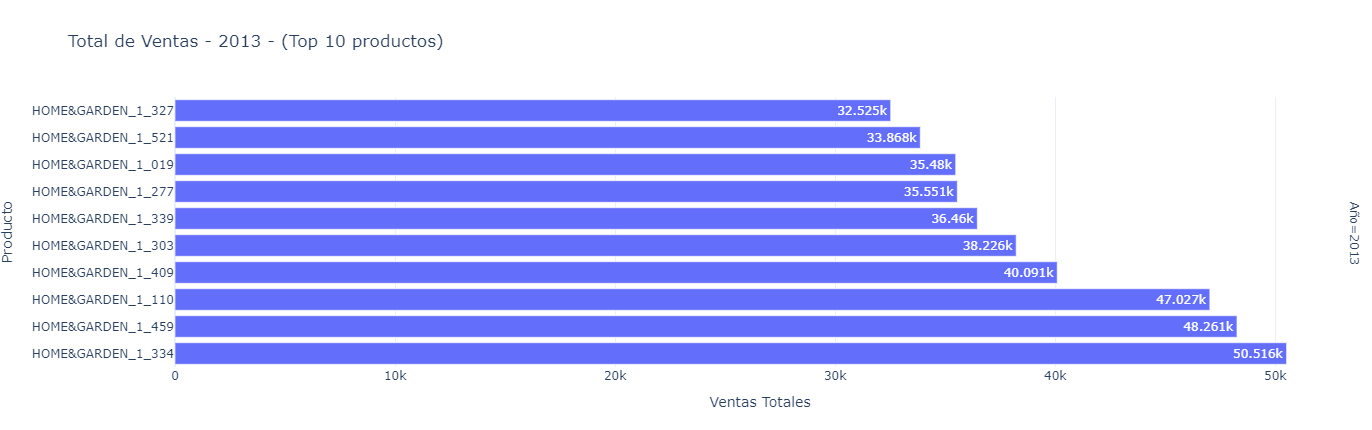 Total de Ventas - 2013 - (Top 10 productos)
Producto
HOME&GARDEN_1_327 32.525k
HOME&GARDEN_1_521 33.868k
HOME&GARDEN_1_019 35.48k
HOME&GARDEN_1_277 35.551k
HOME&GARDEN_1_339 36.46k
HOME&GARDEN_1_303 38.226k
HOME&GARDEN_1_409 40.091k
HOME&GARDEN_1_110 47.027k
HOME&GARDEN_1_459 48.261k
HOME&GARDEN_1_334 50.516k
0 10k 20k 30k 40k 50k
Ventas Totales
Año=2013